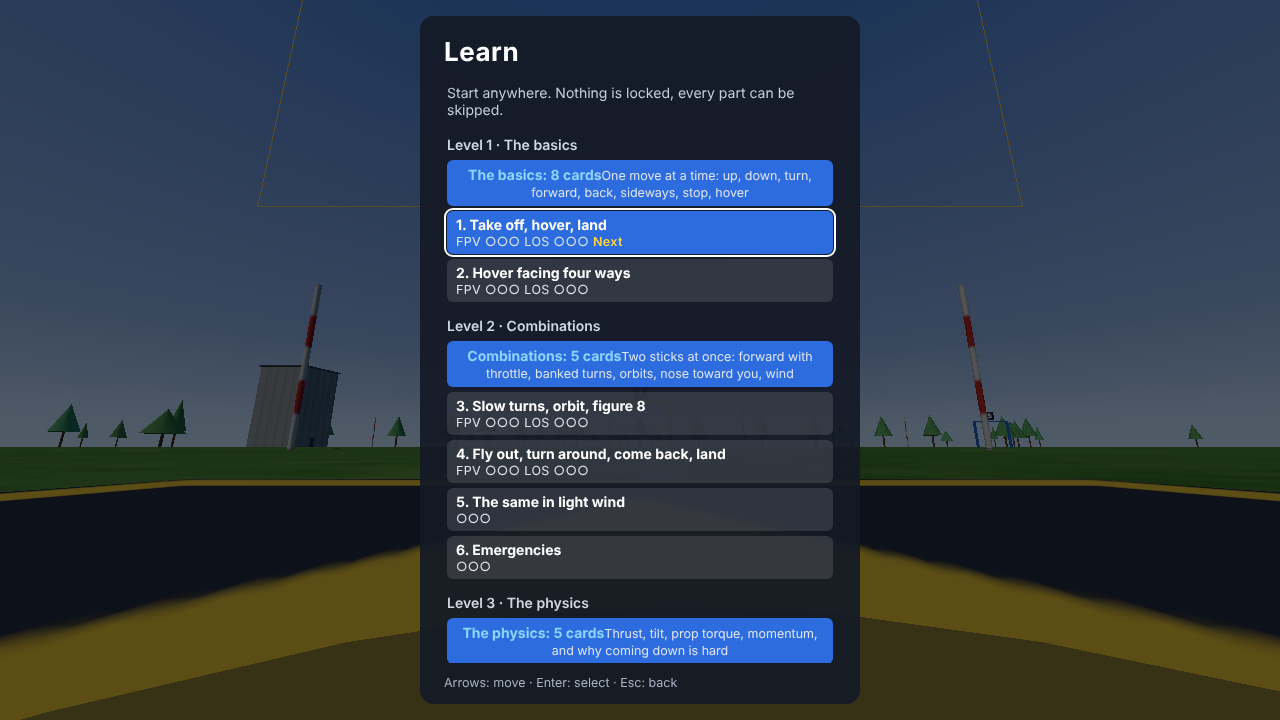 Learn
Start anywhere. Nothing is locked, every part can be
skipped.
Level 1 · The basics
The basics: 8 cardsOne move at a time: up, down, turn,
forward, back, sideways, stop, hover
1. Take off, hover, land
FPV ○○○ LOS ○○○ Next
2. Hover facing four ways
FPV ○○○ LOS ○○○
Level 2 · Combinations
Combinations: 5 cardsTwo sticks at once: forward with
throttle, banked turns, orbits, nose toward you, wind
3. Slow turns, orbit, figure 8
FPV ○○○ LOS ○○○
4. Fly out, turn around, come back, land
FPV ○○○ LOS ○○○
5. The same in light wind
○○○
6. Emergencies
○○○
Level 3 · The physics
The physics: 5 cardsThrust, tilt, prop torque, momentum,
and why coming down is hard
Arrows: move · Enter: select · Esc: back